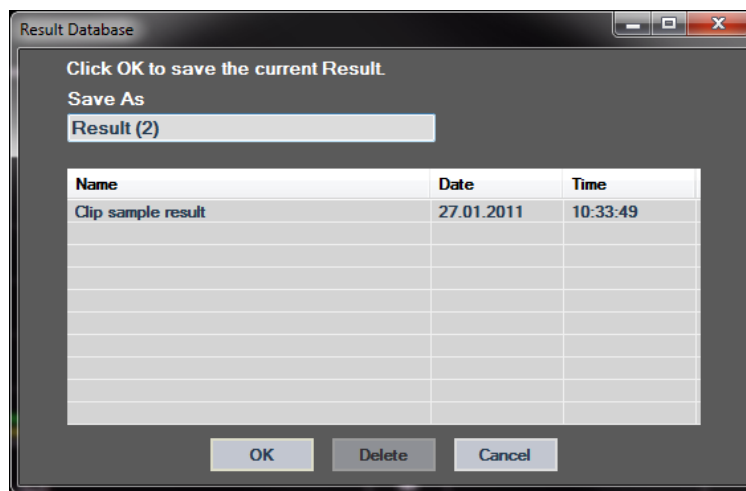 Result Database
Click OK to save the current Result.
Save As
Result (2)
Name Date Time
Clip sample result 27.01.2011 10:33:49
OK Delete Cancel